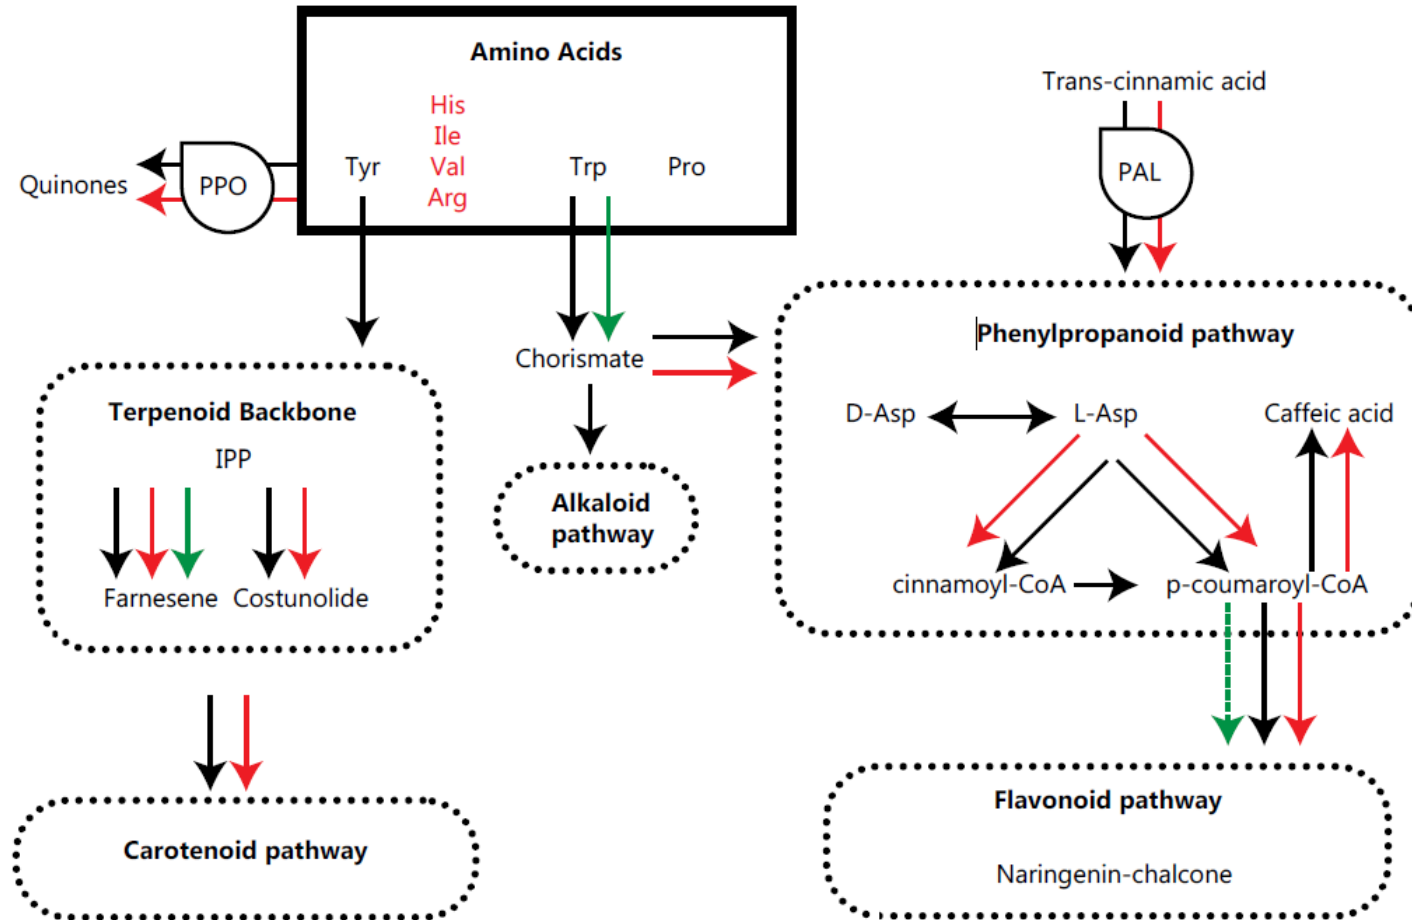 Amino Acids
His
Ile
Val
Arg
Tyr
Trp
Pro
Quinones
PPO
Trans-cinnamic acid
PAL
Phenylpropanoid pathway
Chorismate
D-Asp
L-Asp
Caffeic acid
cinnamoyl-CoA
p-coumaroyl-CoA
Terpenoid Backbone
IPP
Farnesene
Costunolide
Alkaloid
pathway
Carotenoid pathway
Flavonoid pathway
Naringenin-chalcone